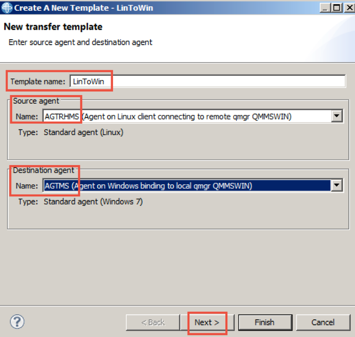 Create A New Template - LinToWin
New transfer template
Enter source agent and destination agent
Template name: LinToWin
Source agent
Name: AGTRHMS (Agent on Linux client connecting to remote qmgr QMMSWIN)
Type: Standard agent (Linux)
Destination agent
Name: AGTMS (Agent on Windows binding to local qmgr QMMSWIN)
Type: Standard agent (Windows 7)
? < Back Next > Finish Cancel